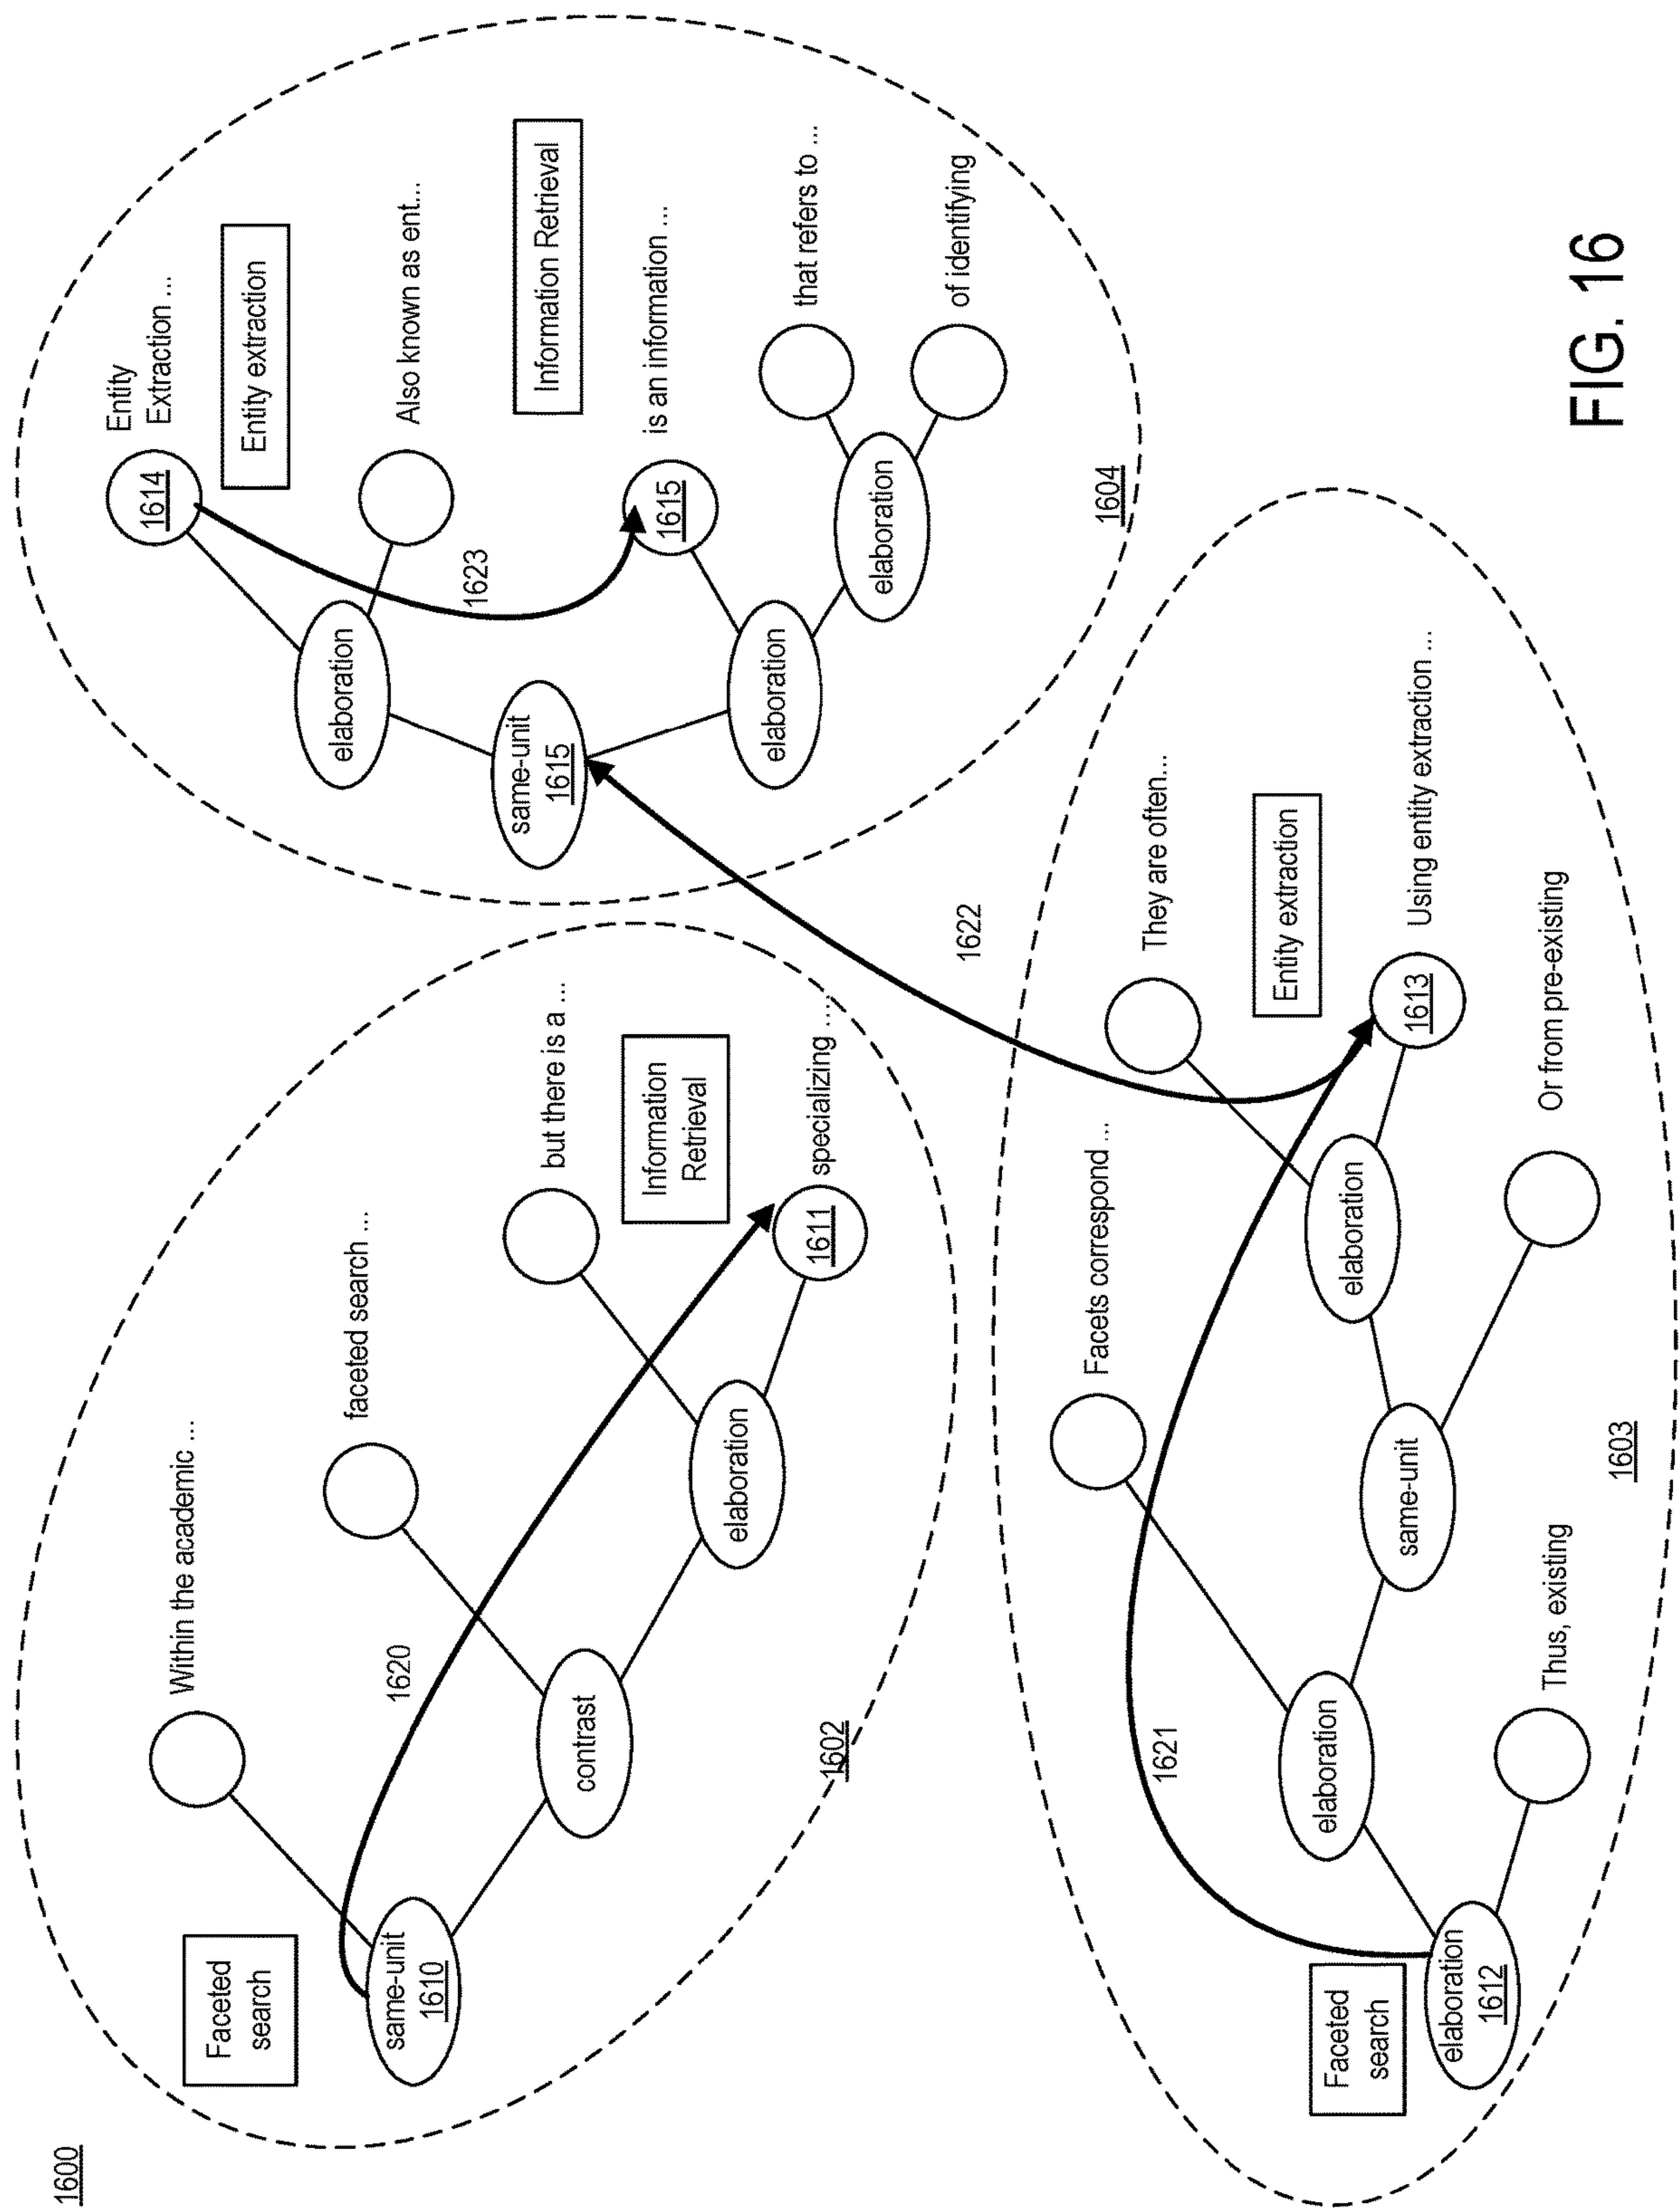 1600
Faceted
search
same-unit
1610
Within the academic ...
1620
contrast
faceted search ...
elaboration
but there is a ...
Information
Retrieval
1611
specializing ....
1602
Entity
Extraction ...
1614
Entity extraction
elaboration
Also known as ent...
1623
same-unit
1615
Information Retrieval
is an information ...
1615
elaboration
that refers to ...
elaboration
of identifying
1604
1622
Faceted
search
elaboration
1612
Thus, existing
1621
elaboration
Facets correspond ...
same-unit
elaboration
They are often...
Entity extraction
1613
Using entity extraction ...
Or from pre-existing
1603
FIG. 16